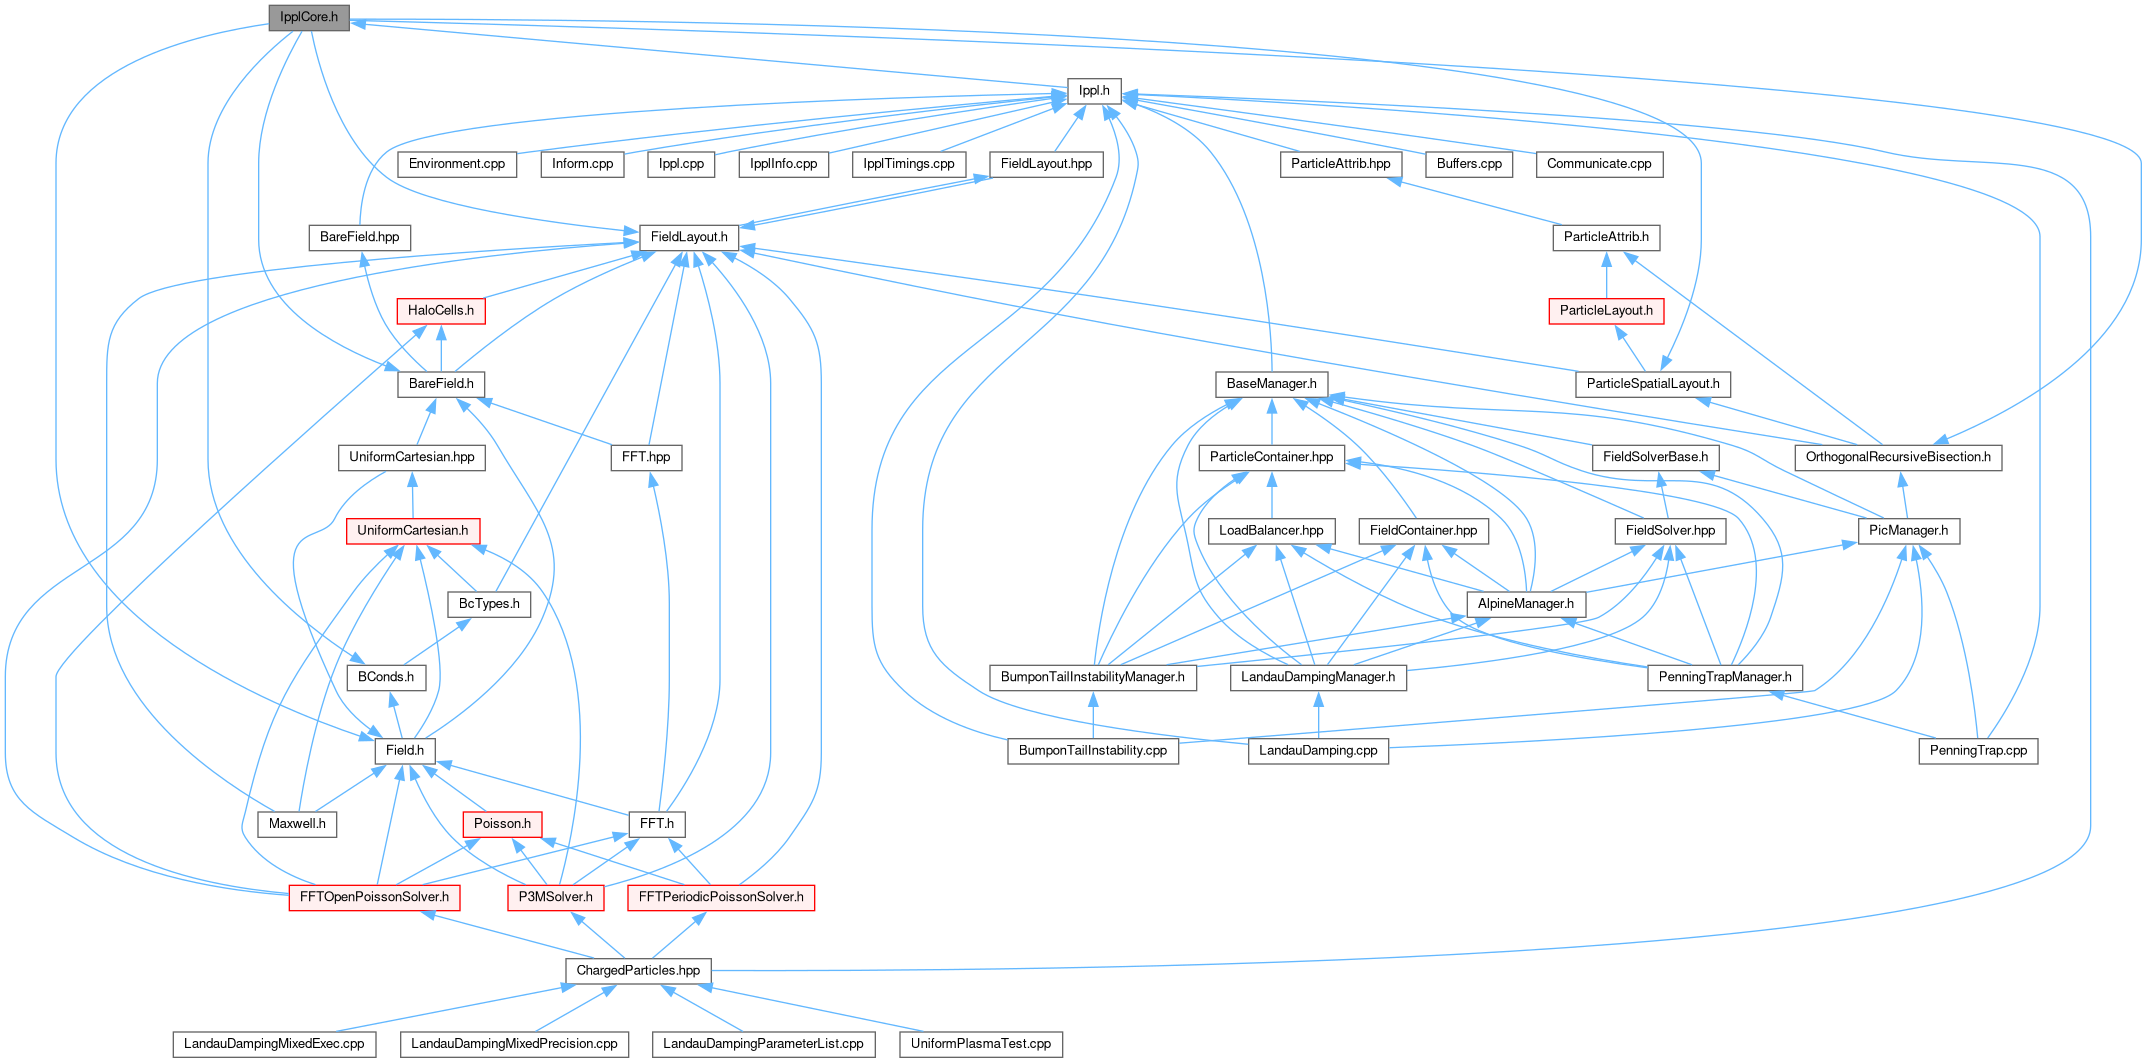 IpplCore.h
Ippl.h
Environment.cpp
Inform.cpp
Ippl.cpp
IpplInfo.cpp
IpplTimings.cpp
FieldLayout.hpp
ParticleAttrib.hpp
Buffers.cpp
Communicate.cpp
BareField.hpp
FieldLayout.h
ParticleAttrib.h
HaloCells.h
ParticleLayout.h
BareField.h
BaseManager.h
ParticleSpatialLayout.h
UniformCartesian.hpp
FFT.hpp
ParticleContainer.hpp
FieldSolverBase.h
OrthogonalRecursiveBisection.h
UniformCartesian.h
LoadBalancer.hpp
FieldContainer.hpp
FieldSolver.hpp
PicManager.h
BcTypes.h
AlpineManager.h
BConds.h
BumponTailInstabilityManager.h
LandauDampingManager.h
PenningTrapManager.h
Field.h
BumponTailInstability.cpp
LandauDamping.cpp
PenningTrap.cpp
Maxwell.h
Poisson.h
FFT.h
FFTOpenPoissonSolver.h
P3MSolver.h
FFTPeriodicPoissonSolver.h
ChargedParticles.hpp
LandauDampingMixedExec.cpp
LandauDampingMixedPrecision.cpp
LandauDampingParameterList.cpp
UniformPlasmaTest.cpp